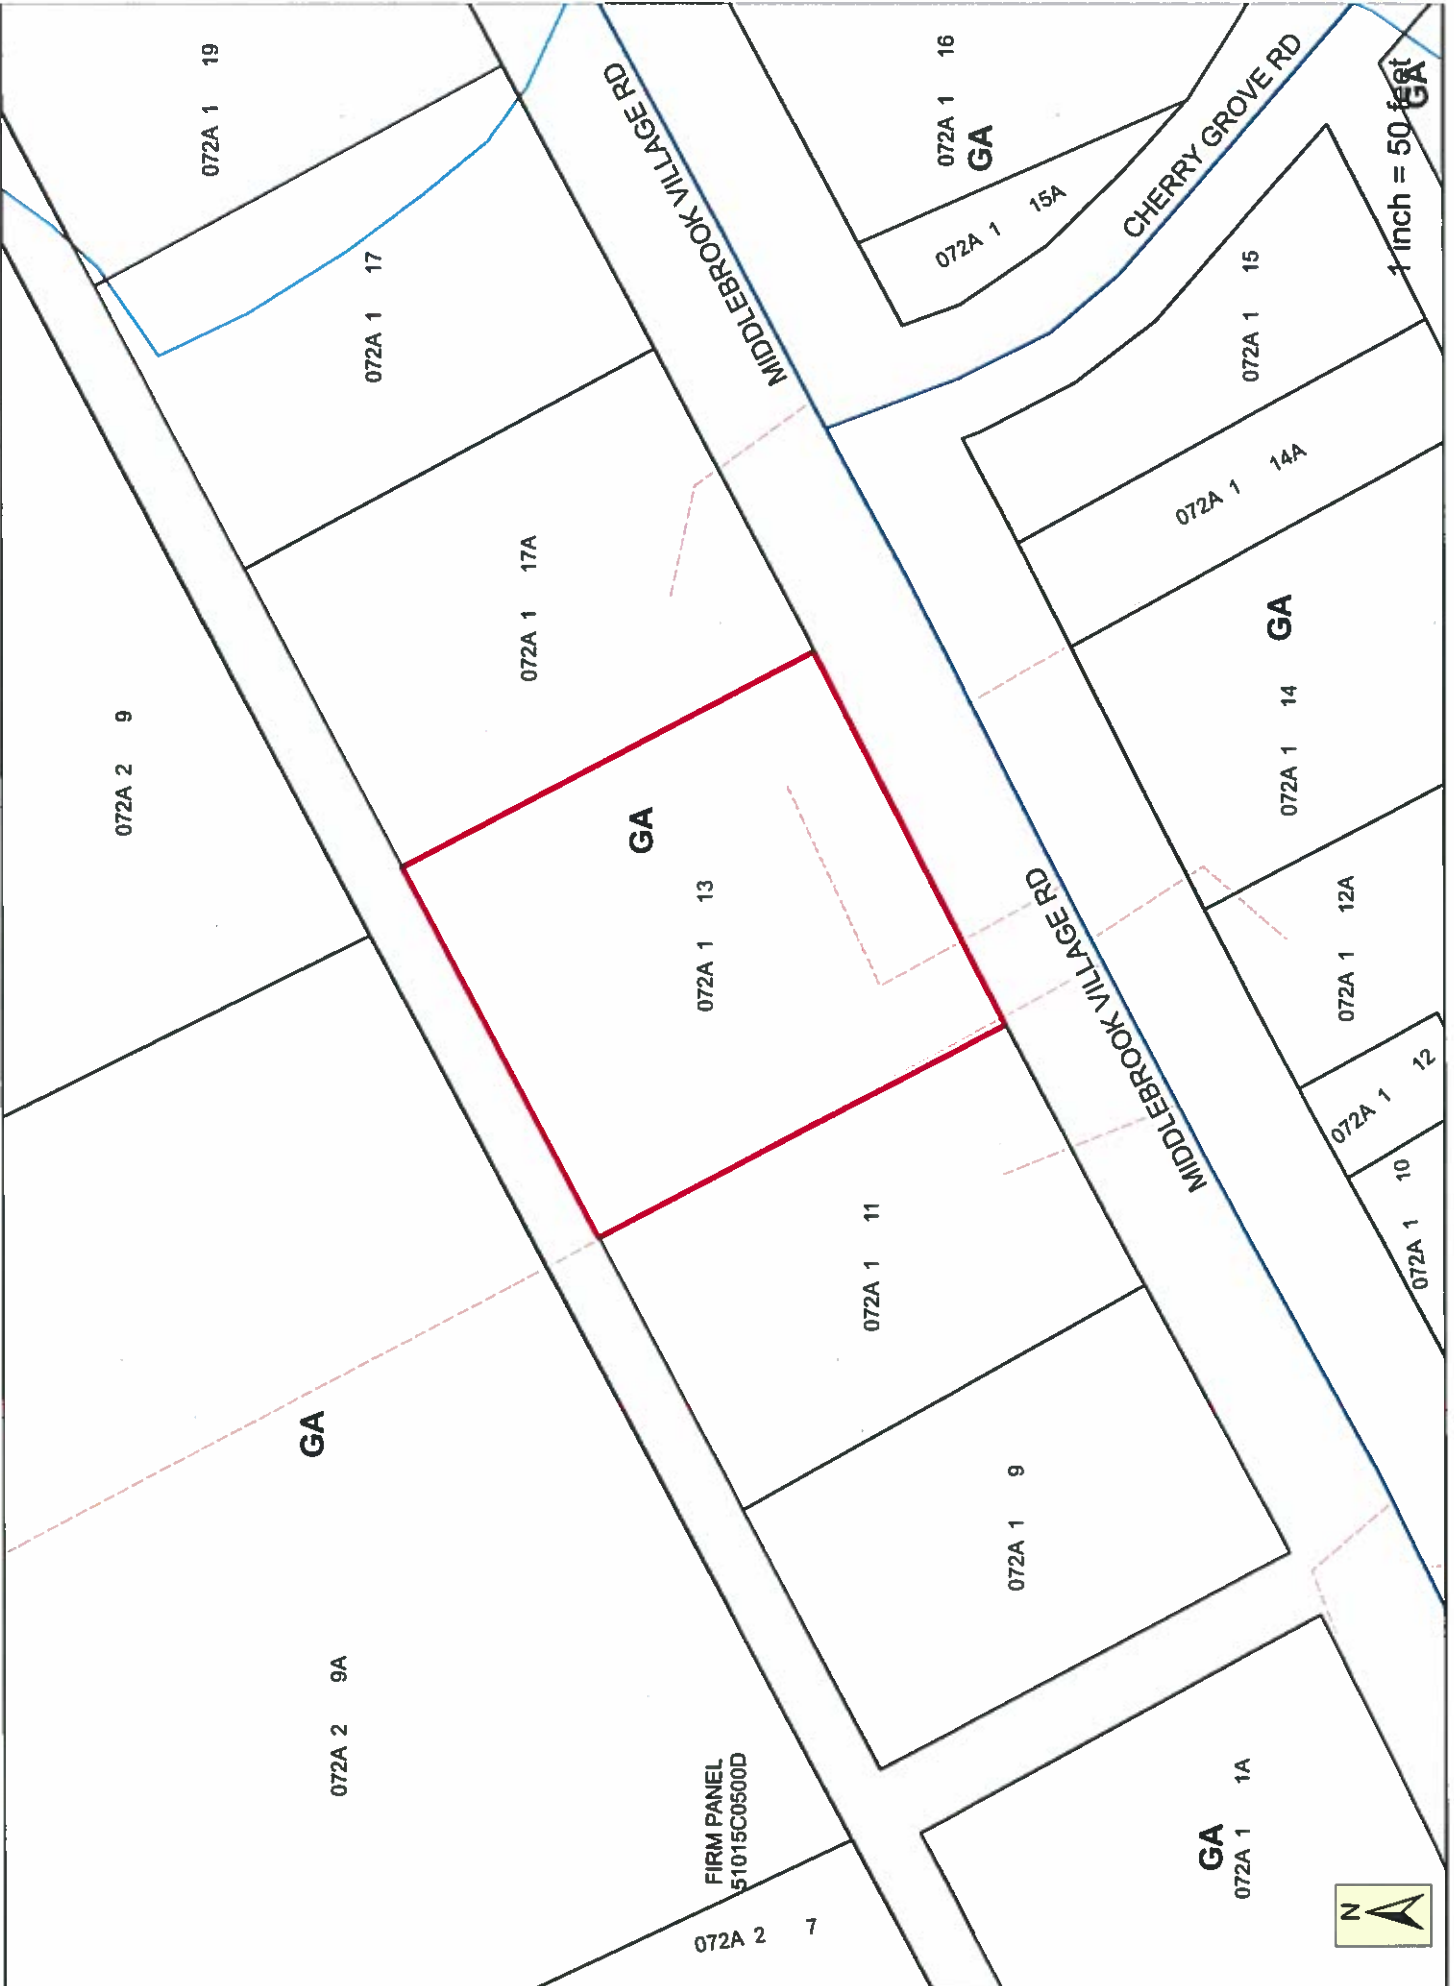 072A 1 19
072A 1 17
072A 1 17A
072A 2 9
MIDDLEBROOK VILLAGE RD
072A 1 16
GA
072A 1 15A
CHERRY GROVE RD
GA
1 inch = 50 feet
072A 1 15
072A 1 14A
GA
072A 1 14
GA
072A 1 13
MIDDLEBROOK VILLAGE RD
072A 1 12A
072A 1 12
072A 1 10
072A 1 11
072A 1 9
GA
072A 2 9A
FIRM PANEL
51015C0500D
072A 2 7
GA
072A 1 1A
N